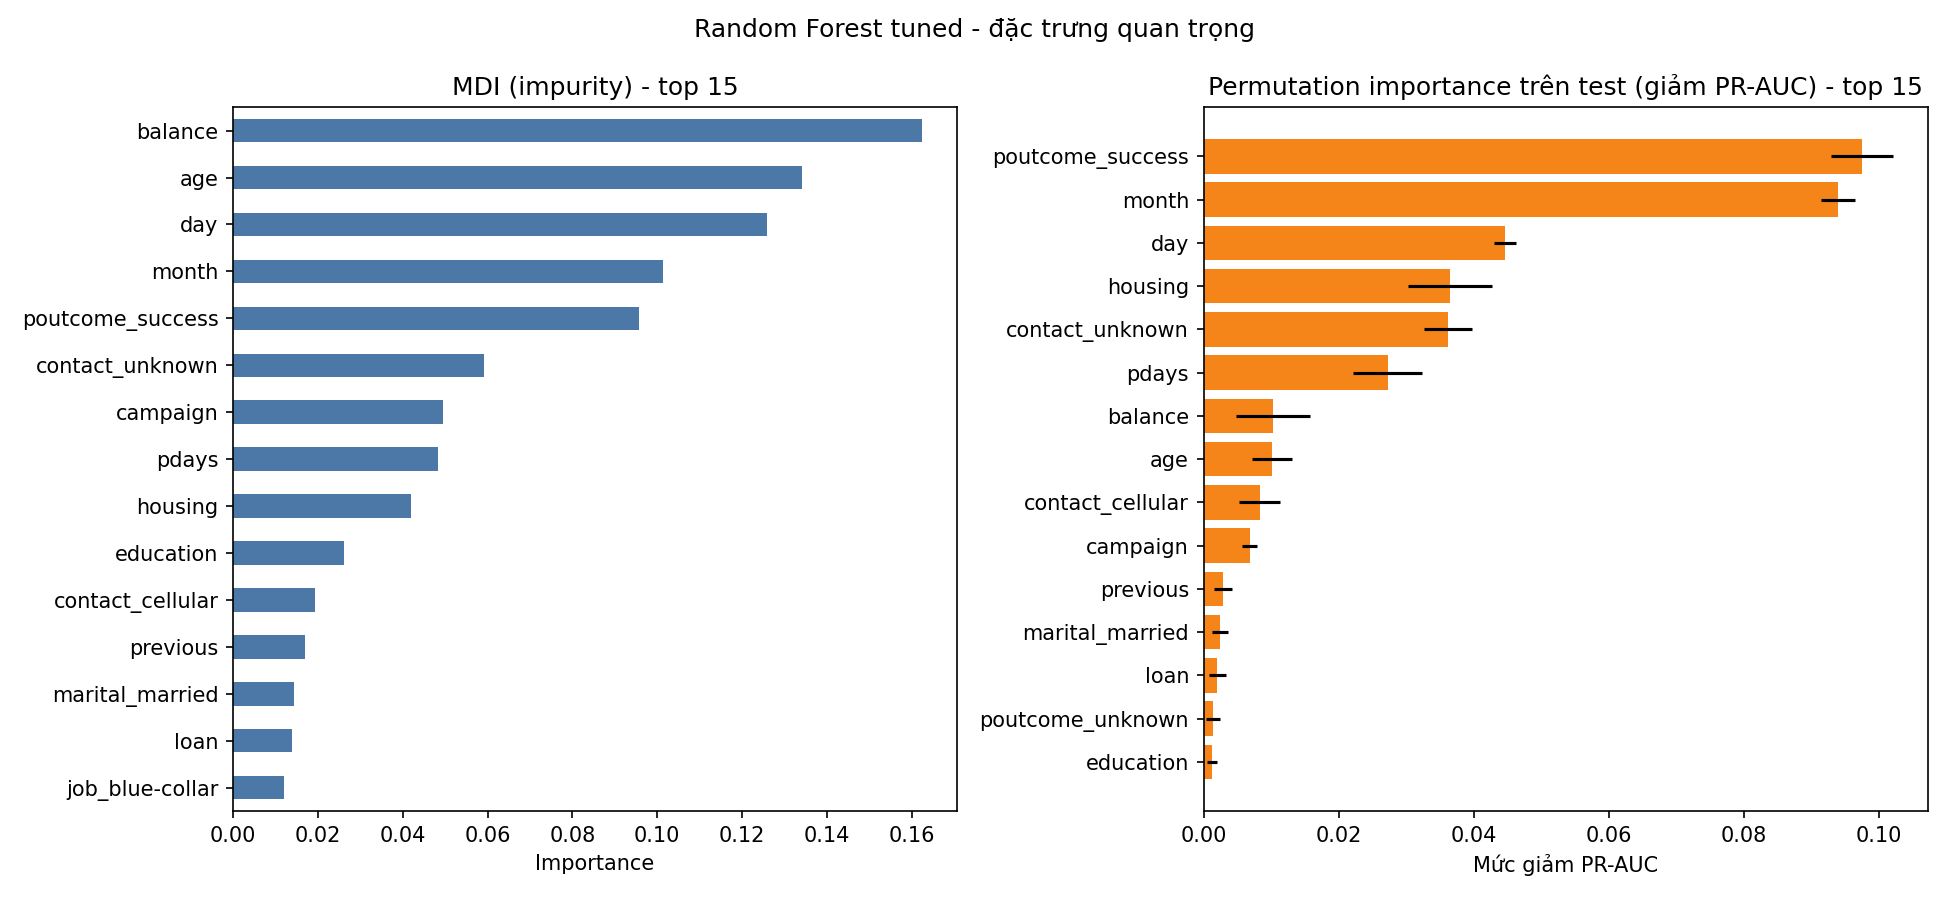 Random Forest tuned - đặc trưng quan trọng
MDI (impurity) - top 15
balance
age
day
month
poutcome_success
contact_unknown
campaign
pdays
housing
education
contact_cellular
previous
marital_married
loan
job_blue-collar
0.00 0.02 0.04 0.06 0.08 0.10 0.12 0.14 0.16
Importance
Permutation importance trên test (giảm PR-AUC) - top 15
poutcome_success
month
day
housing
contact_unknown
pdays
balance
age
contact_cellular
campaign
previous
marital_married
loan
poutcome_unknown
education
0.00 0.02 0.04 0.06 0.08 0.10
Mức giảm PR-AUC